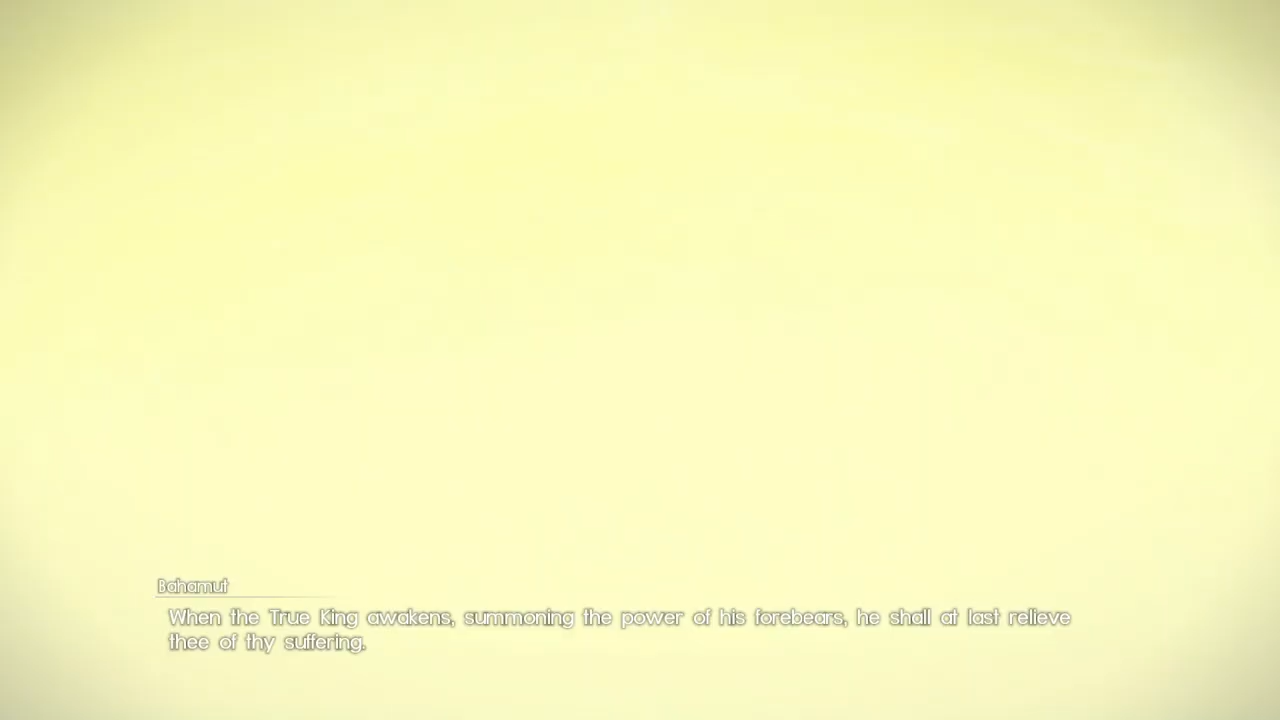 Bahamut
When the True King awakens, summoning the power of his forebears, he shall at last relieve
thee of thy suffering.